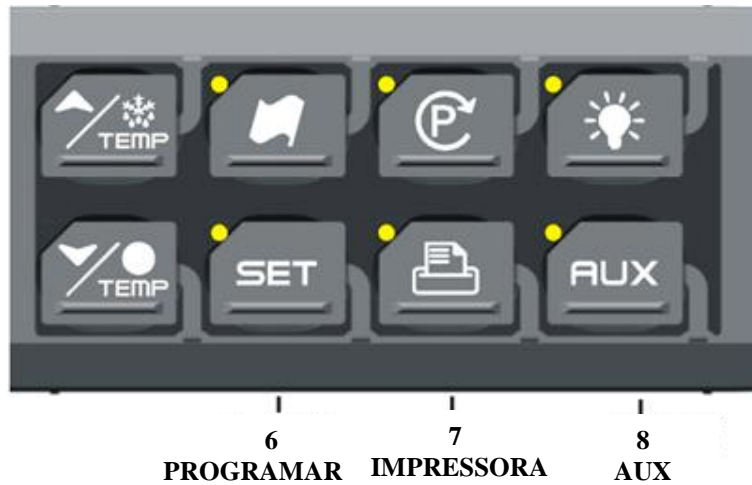 TEMP
P
TEMP
SET
AUX
6
PROGRAMAR
7
IMPRESSORA
8
AUX